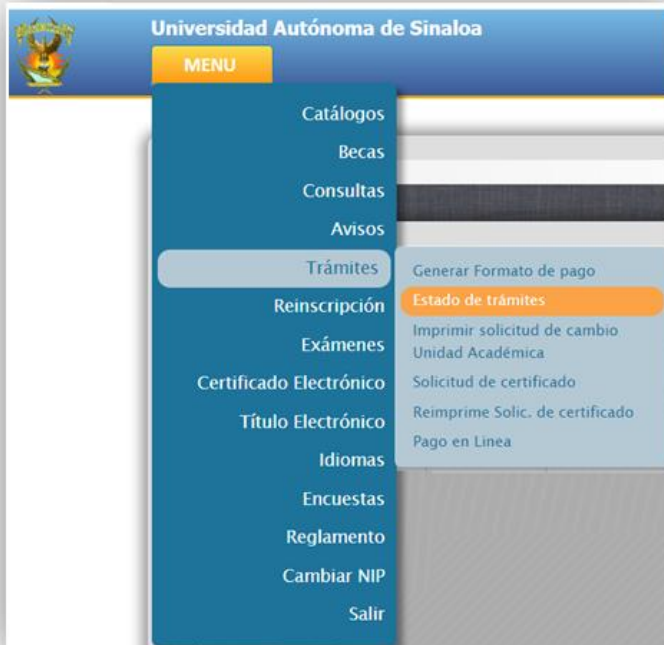 Universidad Autónoma de Sinaloa
MENU
Catálogos
Becas
Consultas
Avisos
Trámites
Generar Formato de pago
Estado de trámites
Imprimir solicitud de cambio
Unidad Académica
Solicitud de certificado
Reimprime Solic. de certificado
Pago en Linea
Reinscripción
Exámenes
Certificado Electrónico
Título Electrónico
Idiomas
Encuestas
Reglamento
Cambiar NIP
Salir